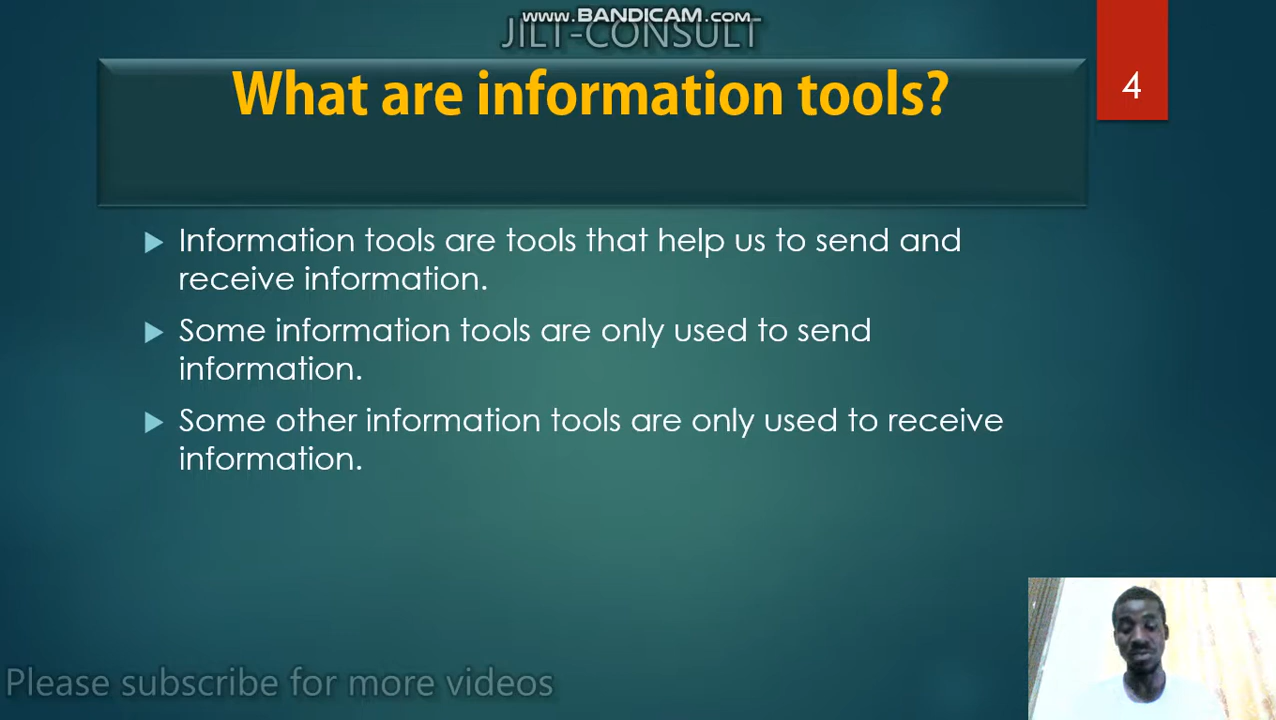 www.BANDICAM.com
JILT-CONSULT
What are information tools?
4
Information tools are tools that help us to send and
receive information.
Some information tools are only used to send
information.
Some other information tools are only used to receive
information.
Please subscribe for more videos